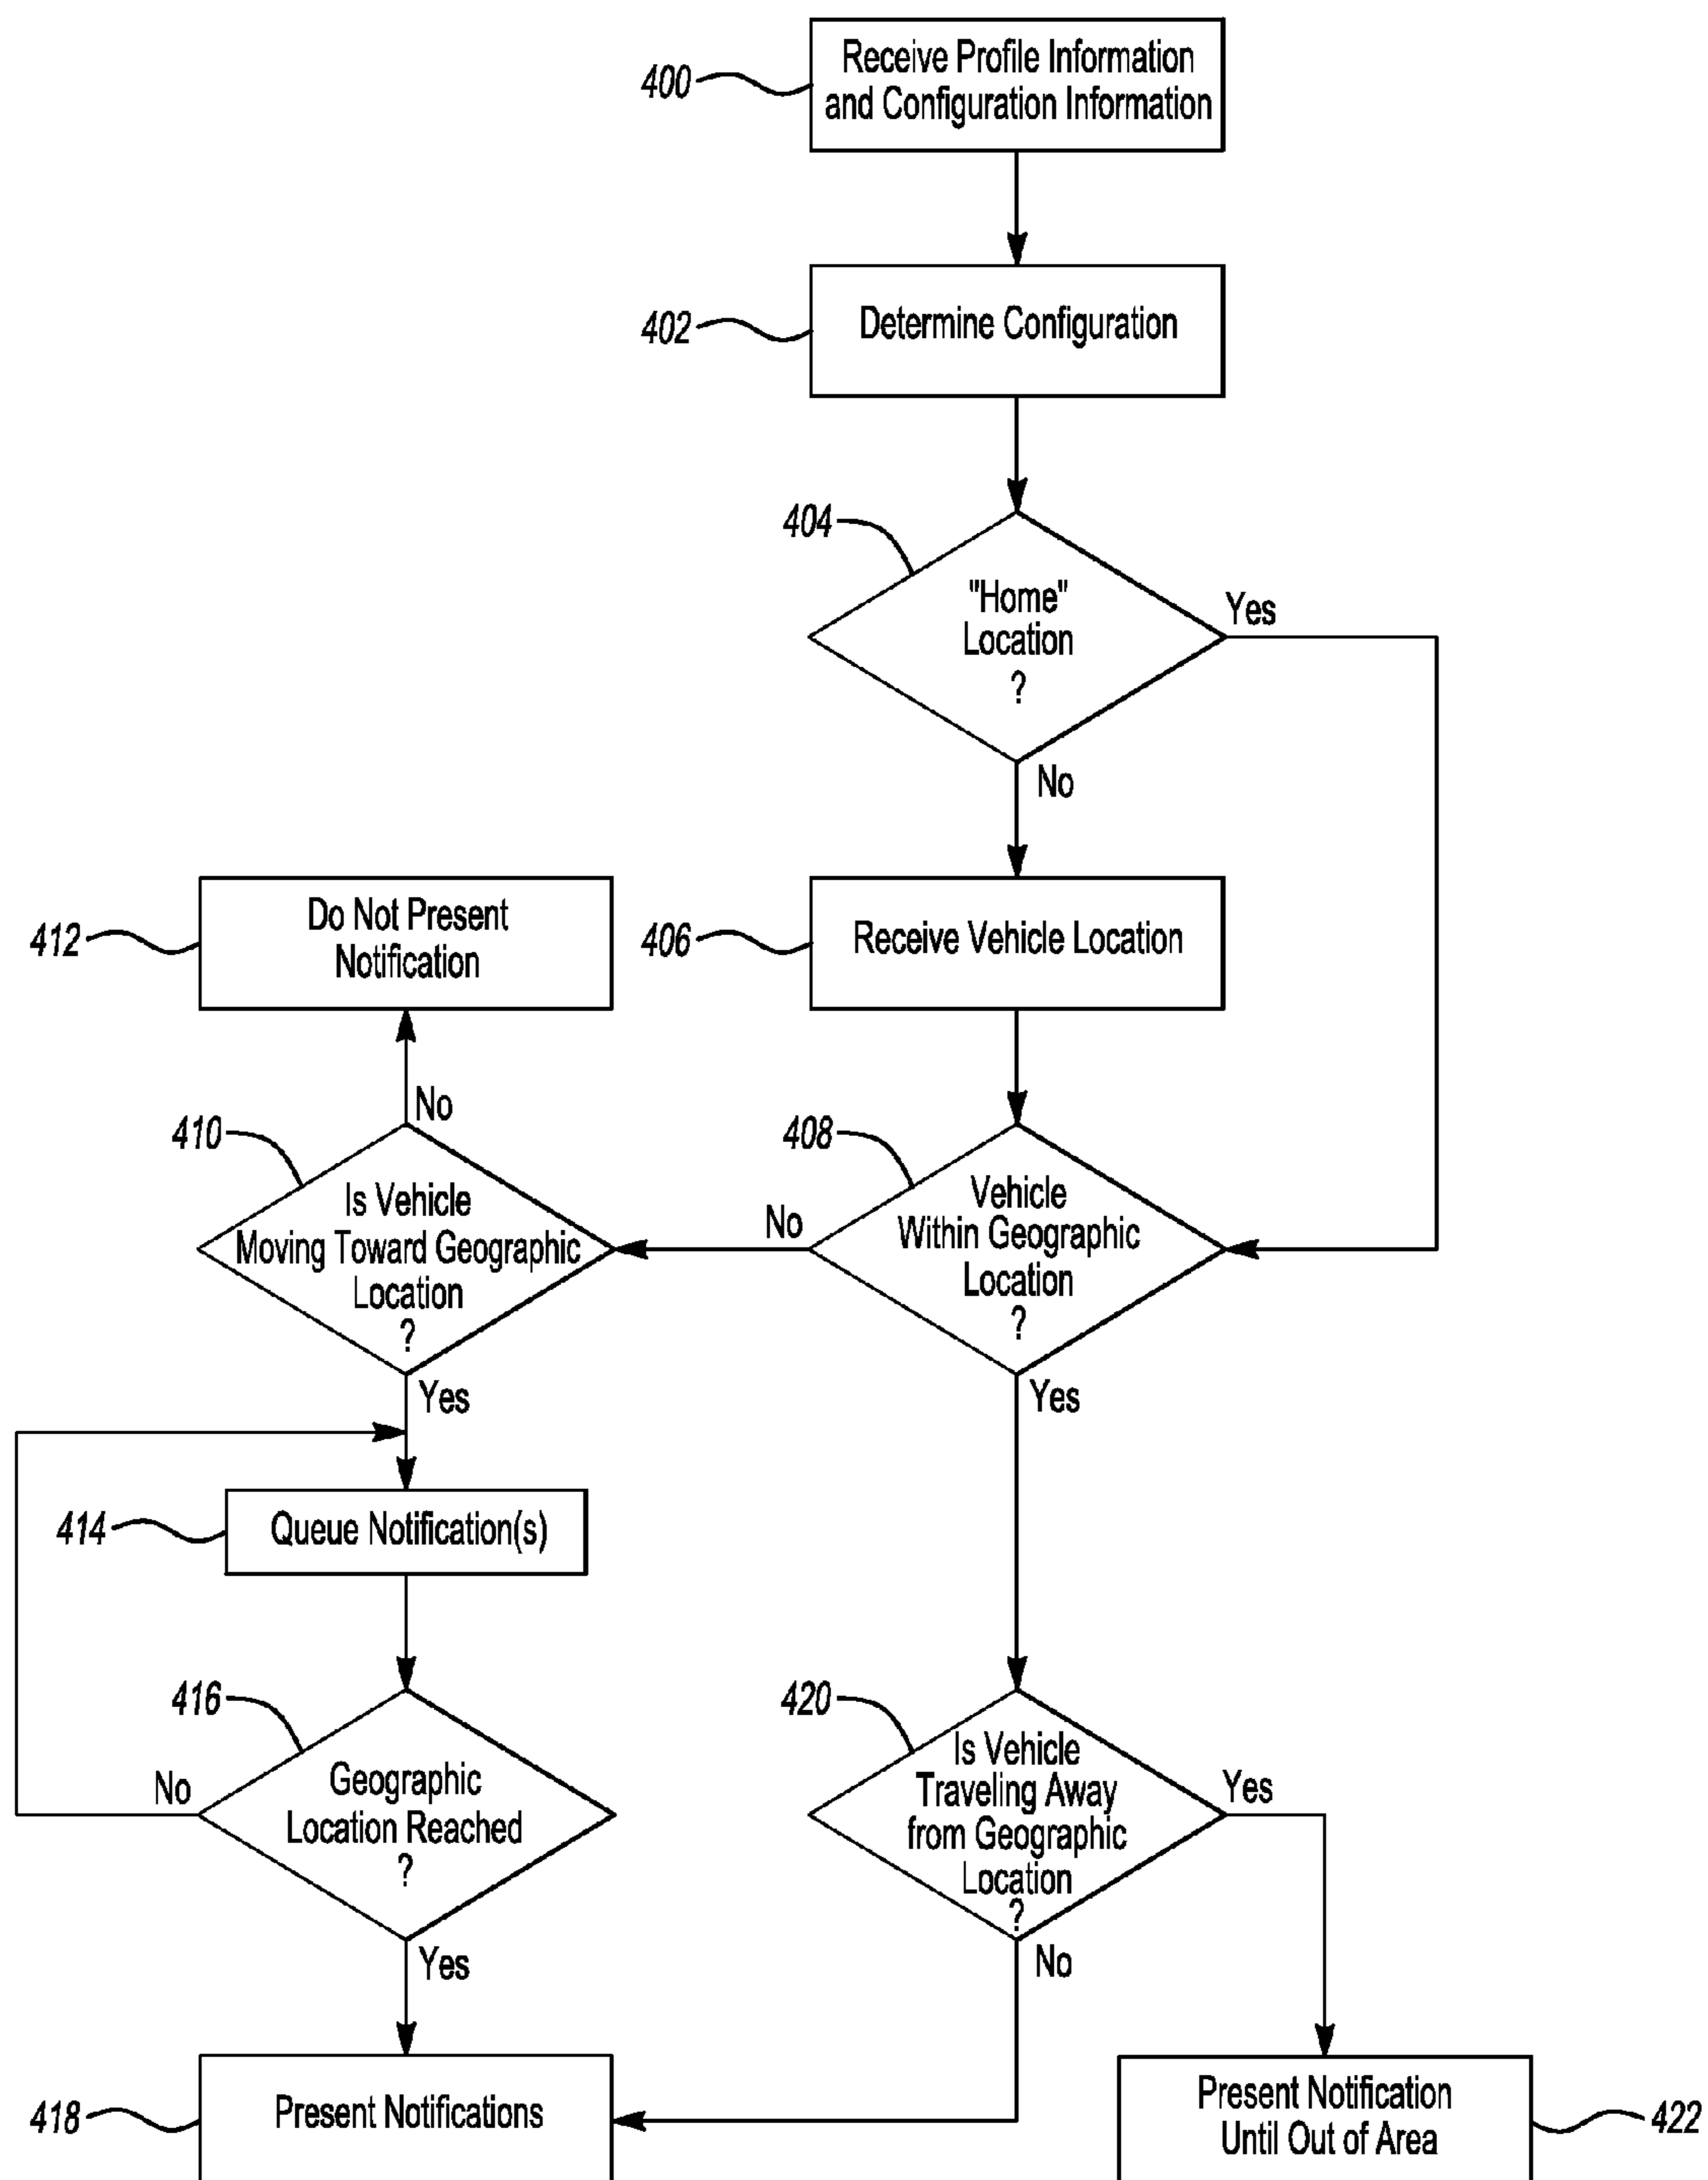 400
Receive Profile Information
and Configuration Information
402
Determine Configuration
404
"Home"
Location
?
Yes
No
412
Do Not Present
Notification
406
Receive Vehicle Location
No
410
Is Vehicle
Moving Toward Geographic
Location
?
No
408
Vehicle
Within Geographic
Location
?
Yes
Yes
414
Queue Notification(s)
416
Geographic
Location Reached
?
No
Yes
420
Is Vehicle
Traveling Away
from Geographic
Location
?
Yes
No
418
Present Notifications
Present Notification
Until Out of Area
422